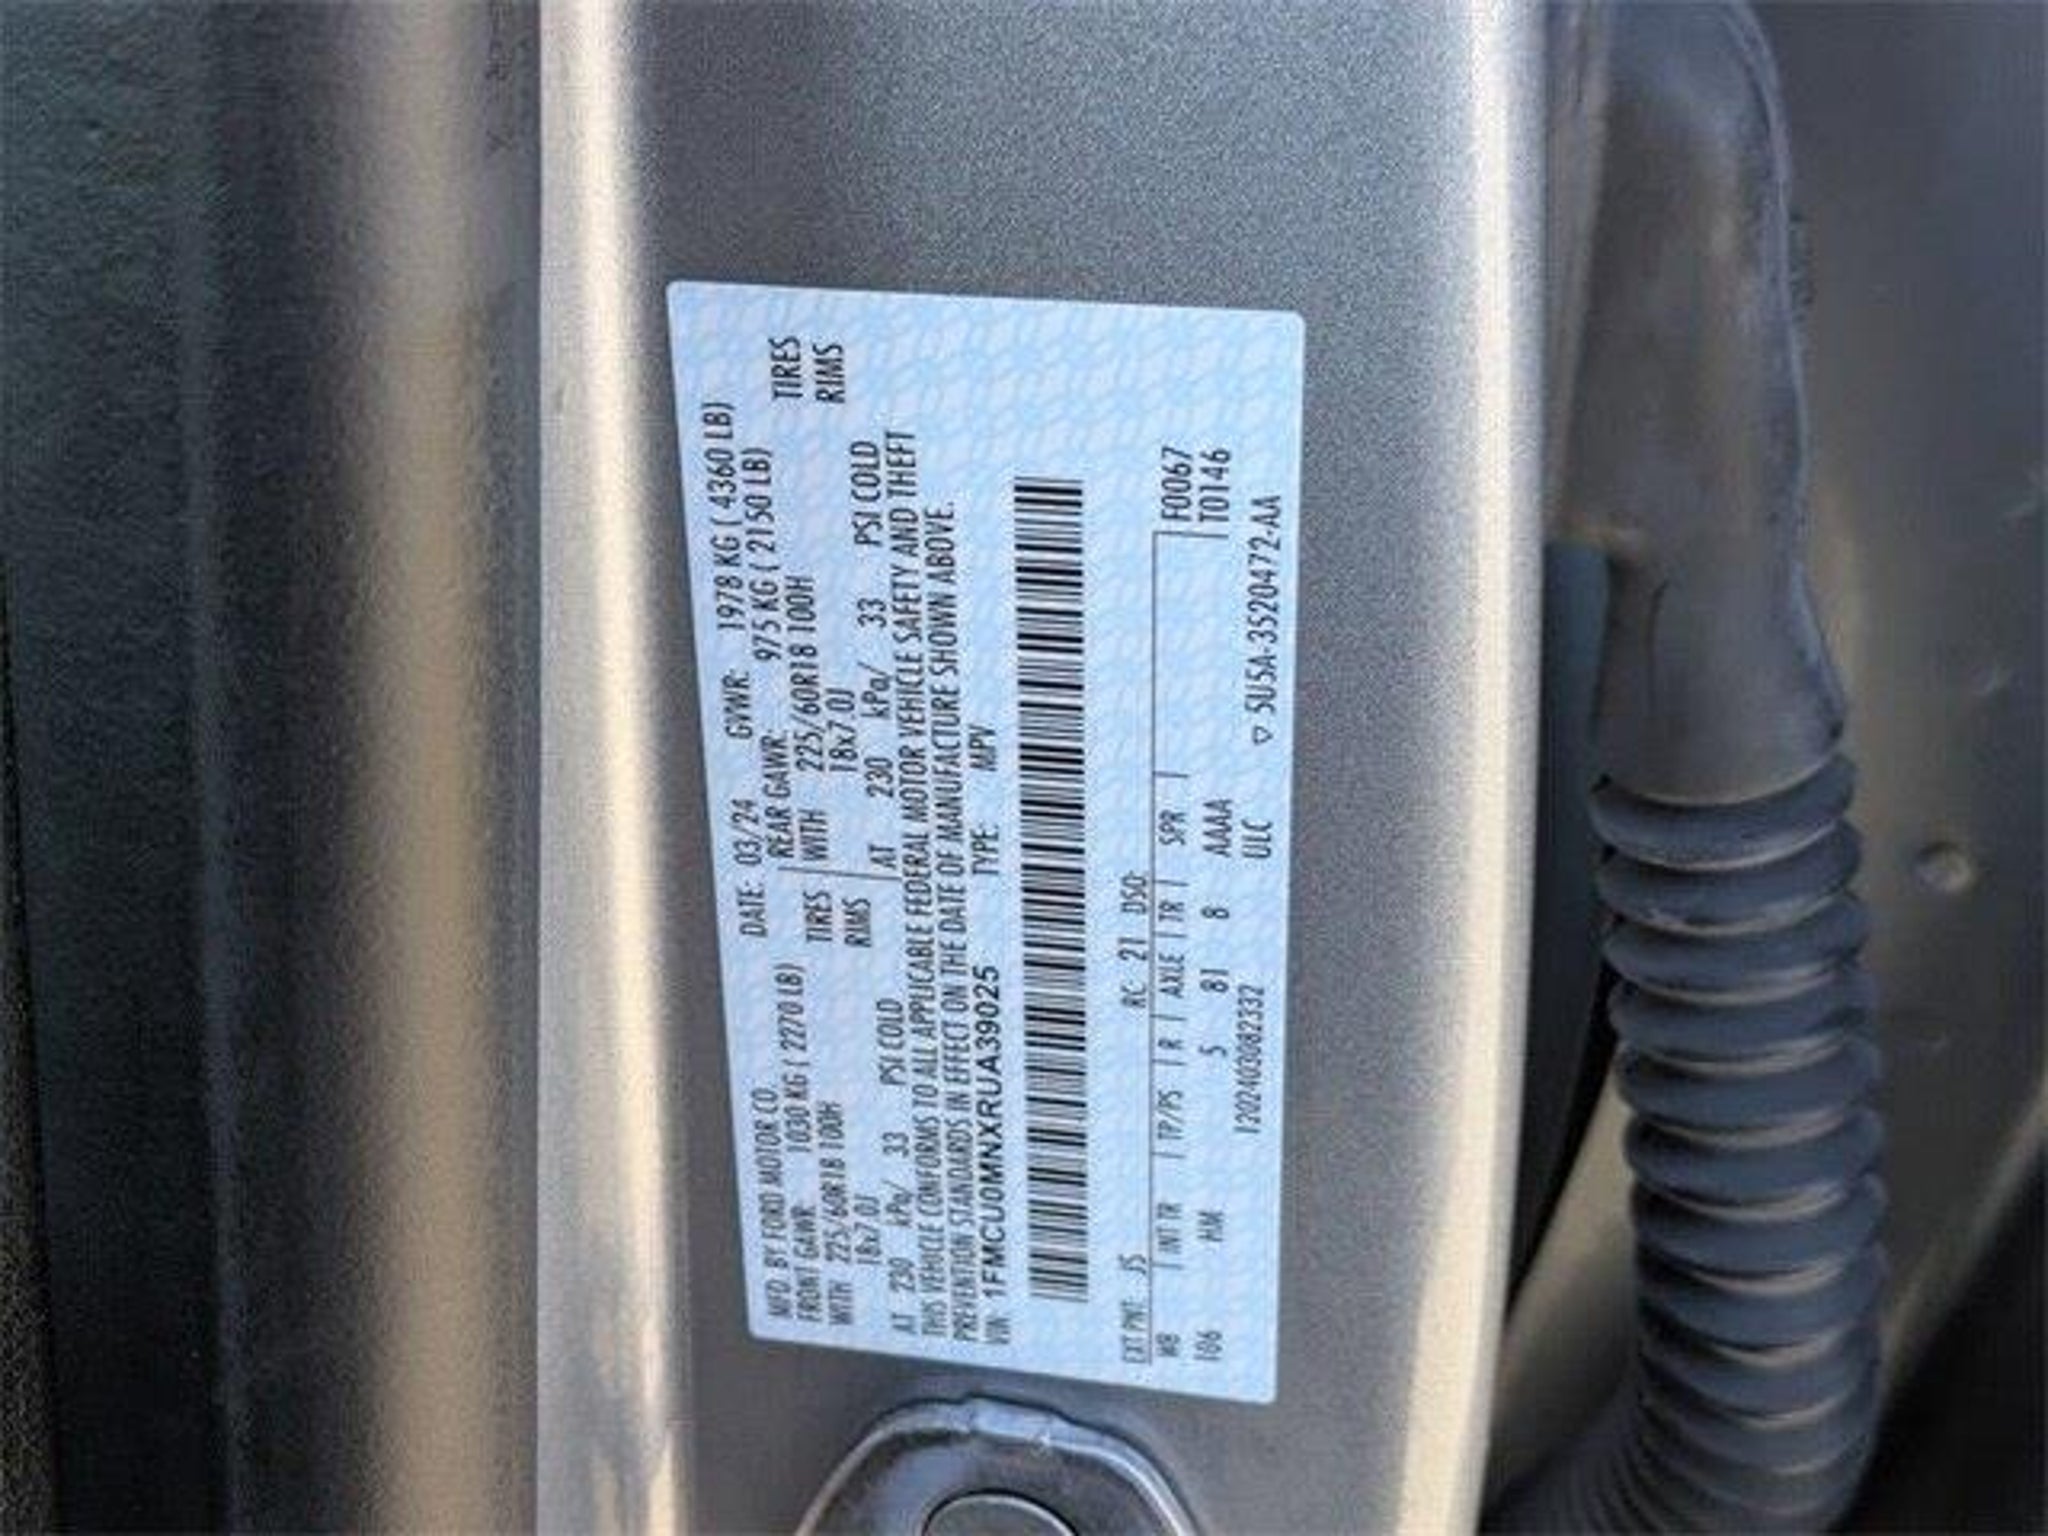 MFD. BY FORD MOTOR CO. DATE: 03/24 GVWR: 1978 KG ( 4360 LB)
FRONT GAWR: 1030 KG ( 2270 LB) REAR GAWR: 975 KG ( 2150 LB)
WITH 225/60R18 100H TIRES WITH 225/60R18 100H TIRES
18x7.0J RIMS 18x7.0J RIMS
AT 230 kPa/ 33 PSI COLD AT 230 kPa/ 33 PSI COLD
THIS VEHICLE CONFORMS TO ALL APPLICABLE FEDERAL MOTOR VEHICLE SAFETY AND THEFT
PREVENTION STANDARDS IN EFFECT ON THE DATE OF MANUFACTURE SHOWN ABOVE.
VIN: 1FMCU0MNXRUA39025 TYPE: MPV
EXT PNT: JS RC: 21 DSO: F0067
WB INT TR TP/PS R AXLE TR SPR T0146
106 HM 5 81 8 AAAA
12024030823​32 ULC ▽ 5U5A-3520472-AA